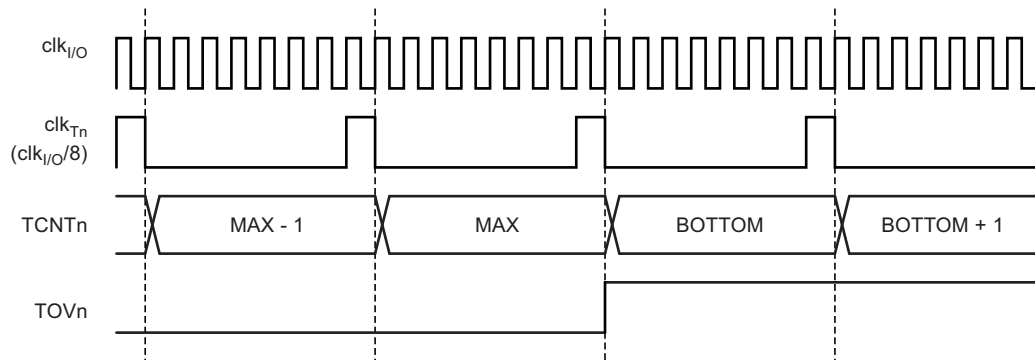 clkI/O
clkTn
(clkI/O/8)
TCNTn MAX - 1 MAX BOTTOM BOTTOM + 1
TOVn